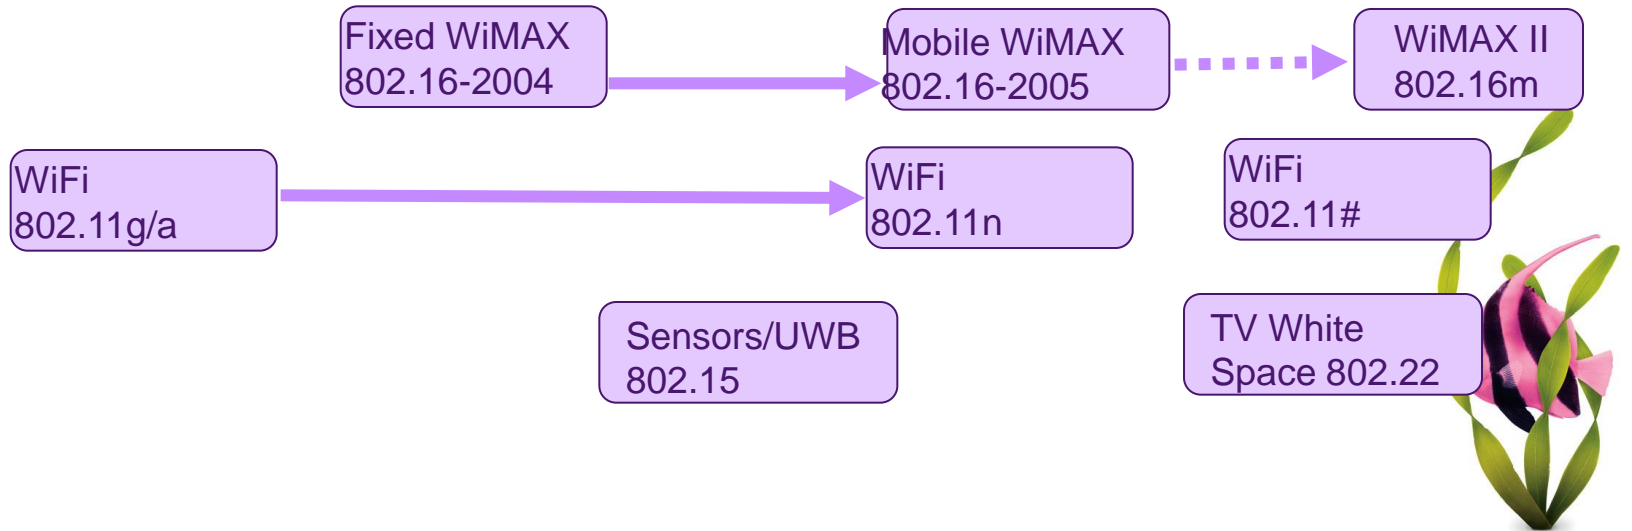 Fixed WiMAX
802.16-2004
Mobile WiMAX
802.16-2005
WiMAX II
802.16m
WiFi
802.11g/a
WiFi
802.11n
WiFi
802.11#
Sensors/UWB
802.15
TV White
Space 802.22